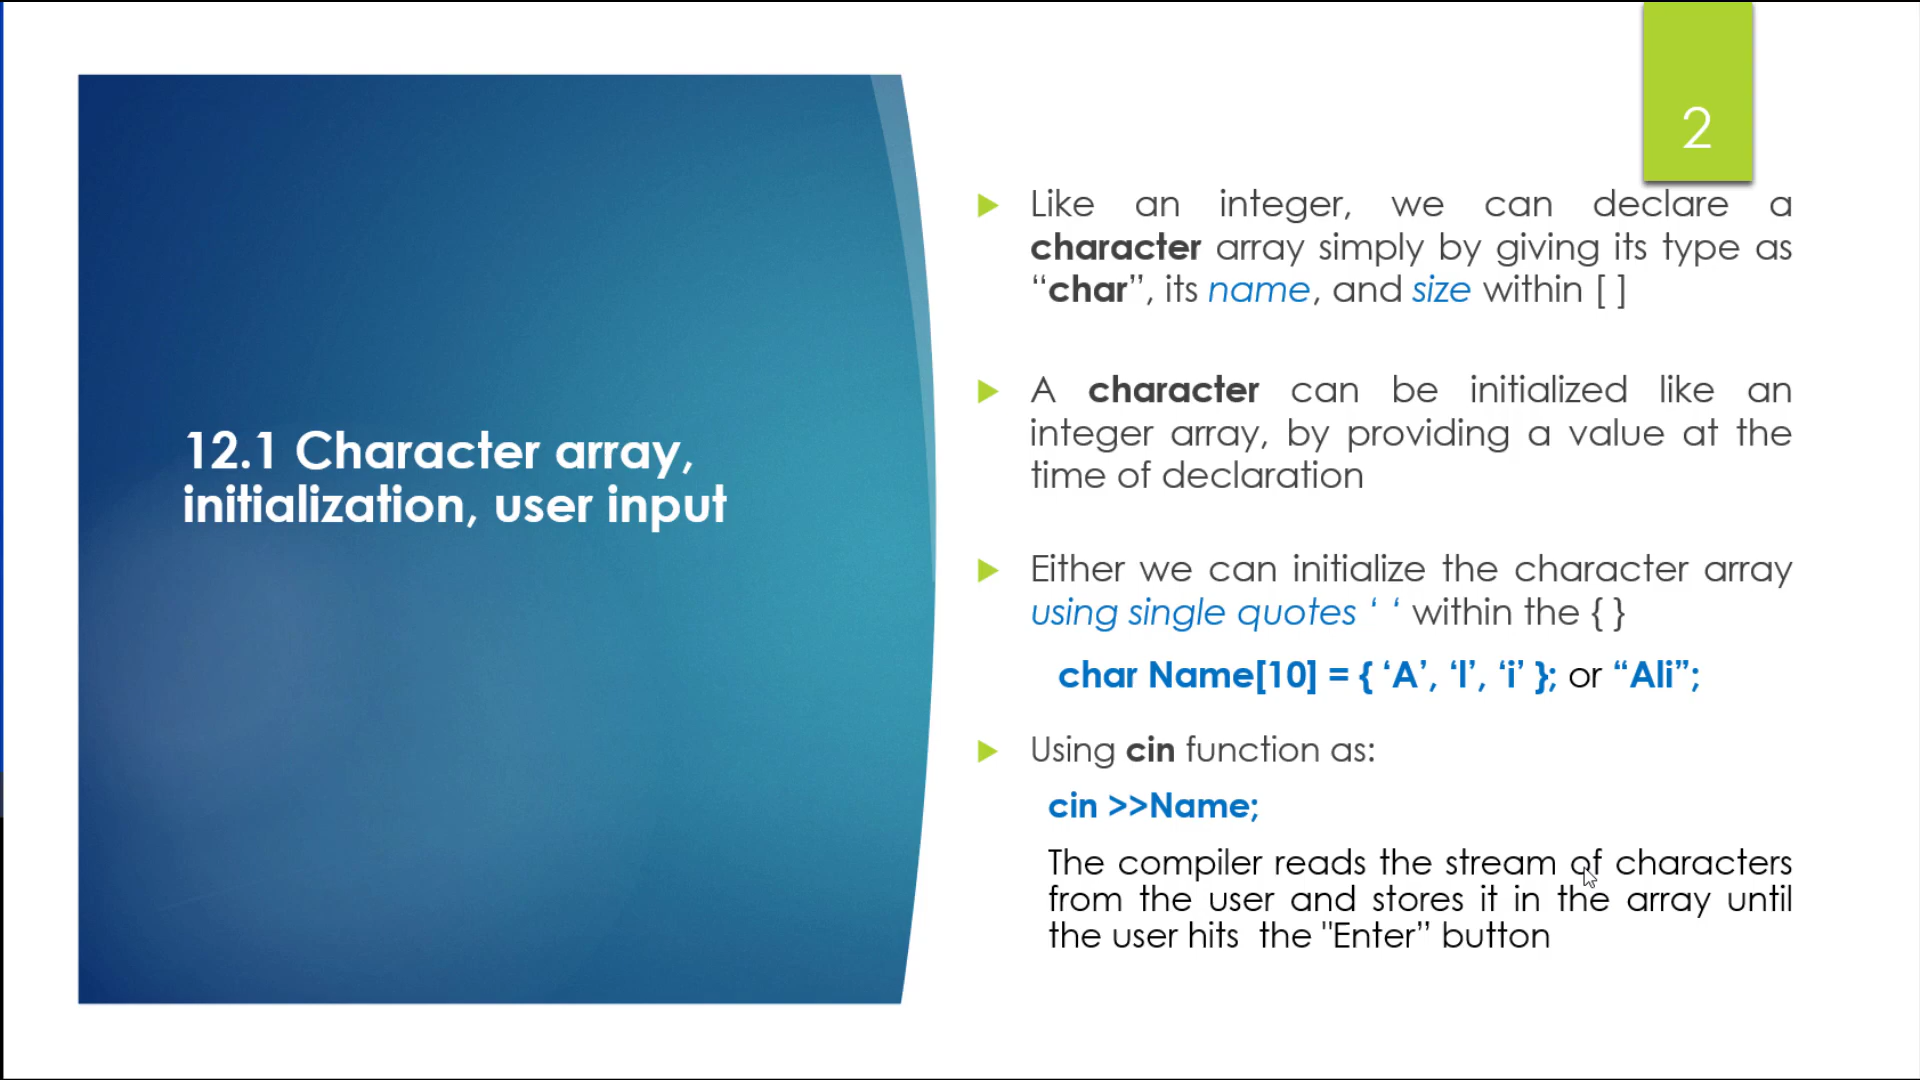 2
12.1 Character array,
initialization, user input
Like an integer, we can declare a
character array simply by giving its type as
“char”, its name, and size within [ ]
A character can be initialized like an
integer array, by providing a value at the
time of declaration
Either we can initialize the character array
using single quotes ‘ ‘ within the { }
char Name[10] = { ‘A’, ‘l’, ‘i’ }; or “Ali”;
Using cin function as:
cin >>Name;
The compiler reads the stream of characters
from the user and stores it in the array until
the user hits  the "Enter” button